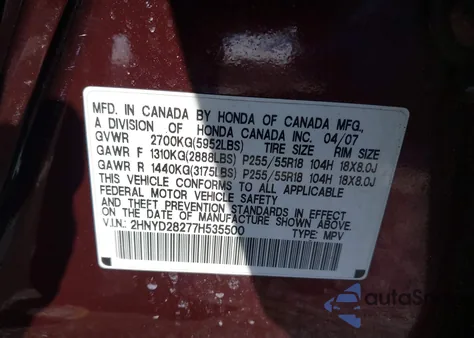 MFD. IN CANADA BY HONDA OF CANADA MFG.,
A DIVISION OF HONDA CANADA INC. 04/07
GVWR 2700KG(5952LBS) TIRE SIZE RIM SIZE
GAWR F 1310KG(2888LBS) P255/55R18 104H 18X8.0J
GAWR R 1440KG(3175LBS) P255/55R18 104H 18X8.0J
THIS VEHICLE CONFORMS TO ALL APPLICABLE
FEDERAL MOTOR VEHICLE SAFETY
AND THEFT PREVENTION STANDARDS IN EFFECT
ON THE DATE OF MANUFACTURE SHOWN ABOVE.
V.I.N.: 2HNYD28277H535500 TYPE: MPV